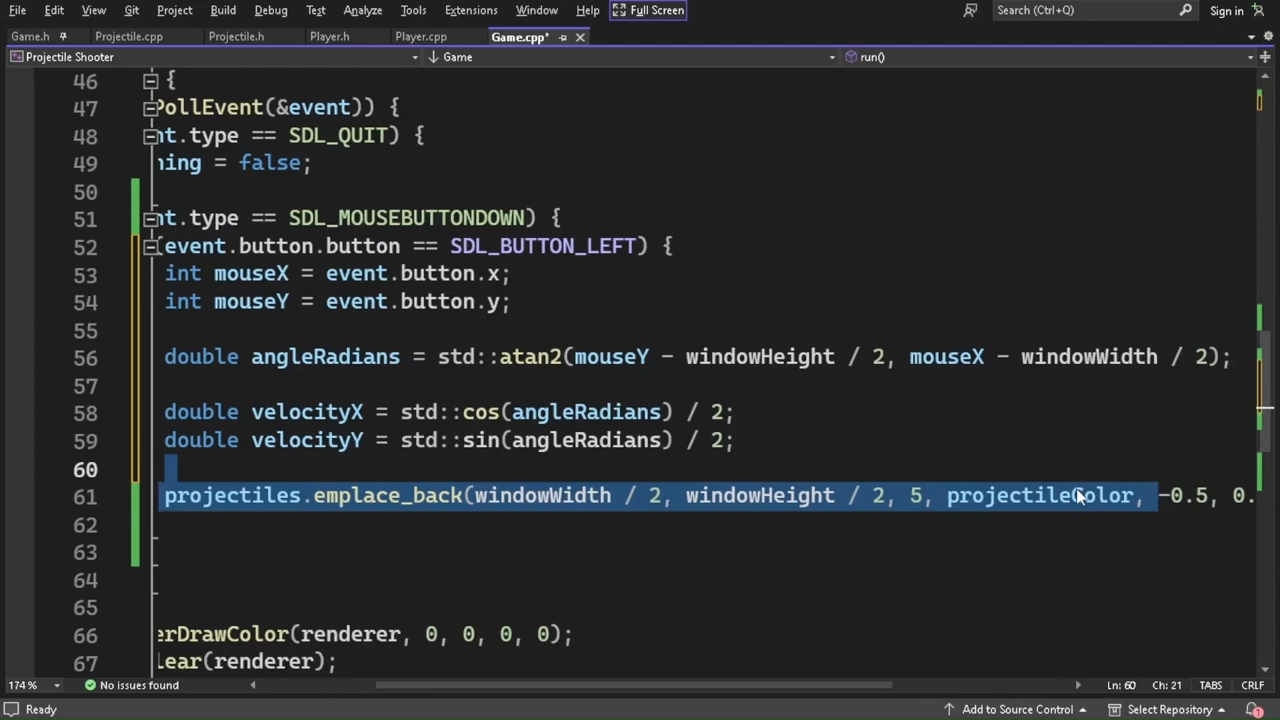 File Edit View Git Project Build Debug Test Analyze Tools Extensions Window Help Full Screen Search (Ctrl+Q) Sign in
Game.h Projectile.cpp Projectile.h Player.h Player.cpp Game.cpp*
Projectile Shooter Game run()
46 {
47 PollEvent(&event)) {
48 nt.type == SDL_QUIT) {
49 ning = false;
50
51 nt.type == SDL_MOUSEBUTTONDOWN) {
52 (event.button.button == SDL_BUTTON_LEFT) {
53 int mouseX = event.button.x;
54 int mouseY = event.button.y;
55
56 double angleRadians = std::atan2(mouseY - windowHeight / 2, mouseX - windowWidth / 2);
57
58 double velocityX = std::cos(angleRadians) / 2;
59 double velocityY = std::sin(angleRadians) / 2;
60
61 projectiles.emplace_back(windowWidth / 2, windowHeight / 2, 5, projectileColor, -0.5, 0.
62
63
64
65
66 erDrawColor(renderer, 0, 0, 0, 0);
67 lear(renderer);
174 % No issues found Ln: 60 Ch: 21 TABS CRLF
Ready Add to Source Control Select Repository 1